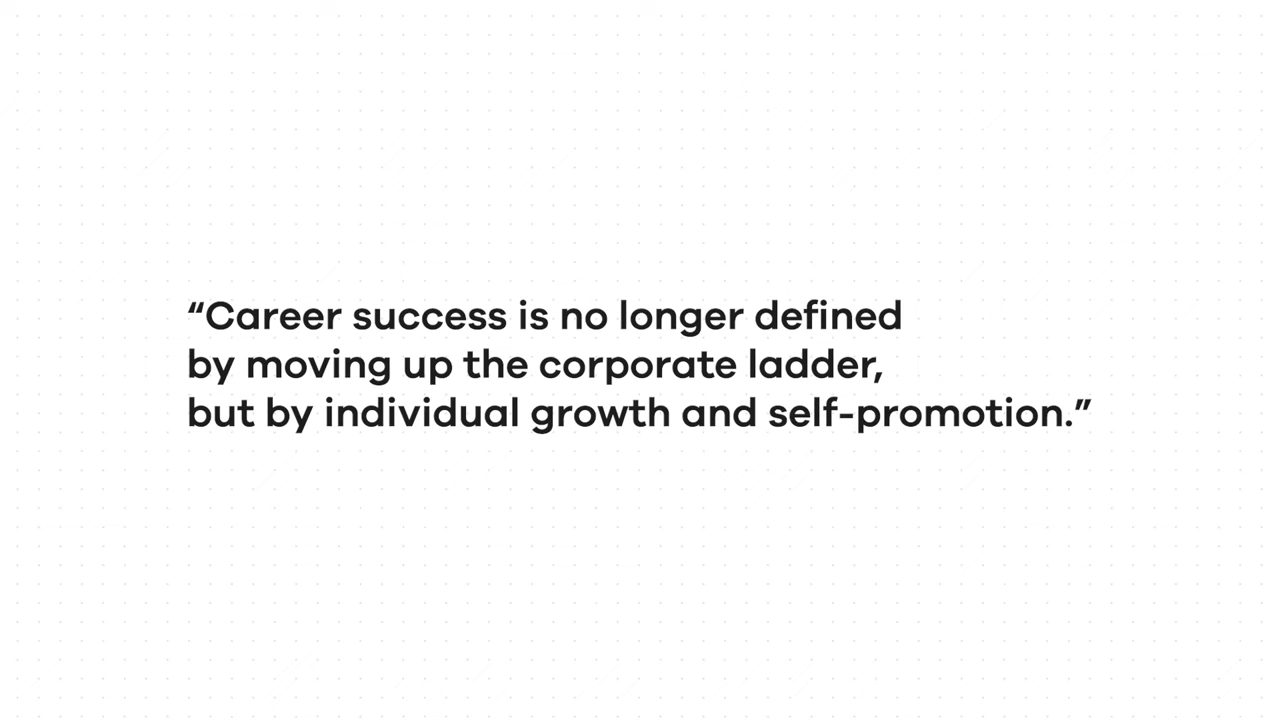 “Career success is no longer defined
by moving up the corporate ladder,
but by individual growth and self-promotion.”